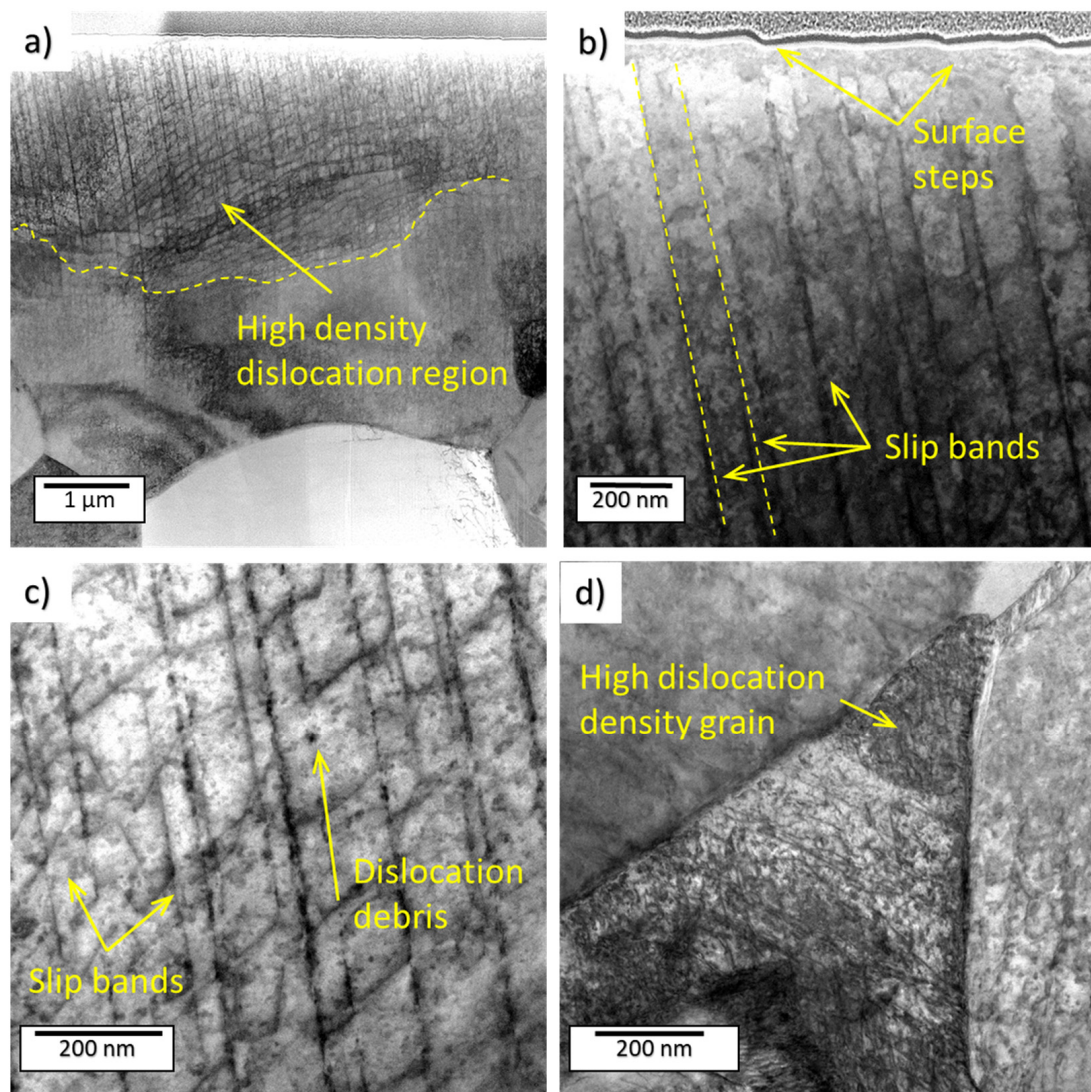 a)
High density
dislocation region
1 μm
b)
Surface
steps
Slip bands
200 nm
c)
Dislocation
debris
Slip bands
200 nm
d)
High dislocation
density grain
200 nm